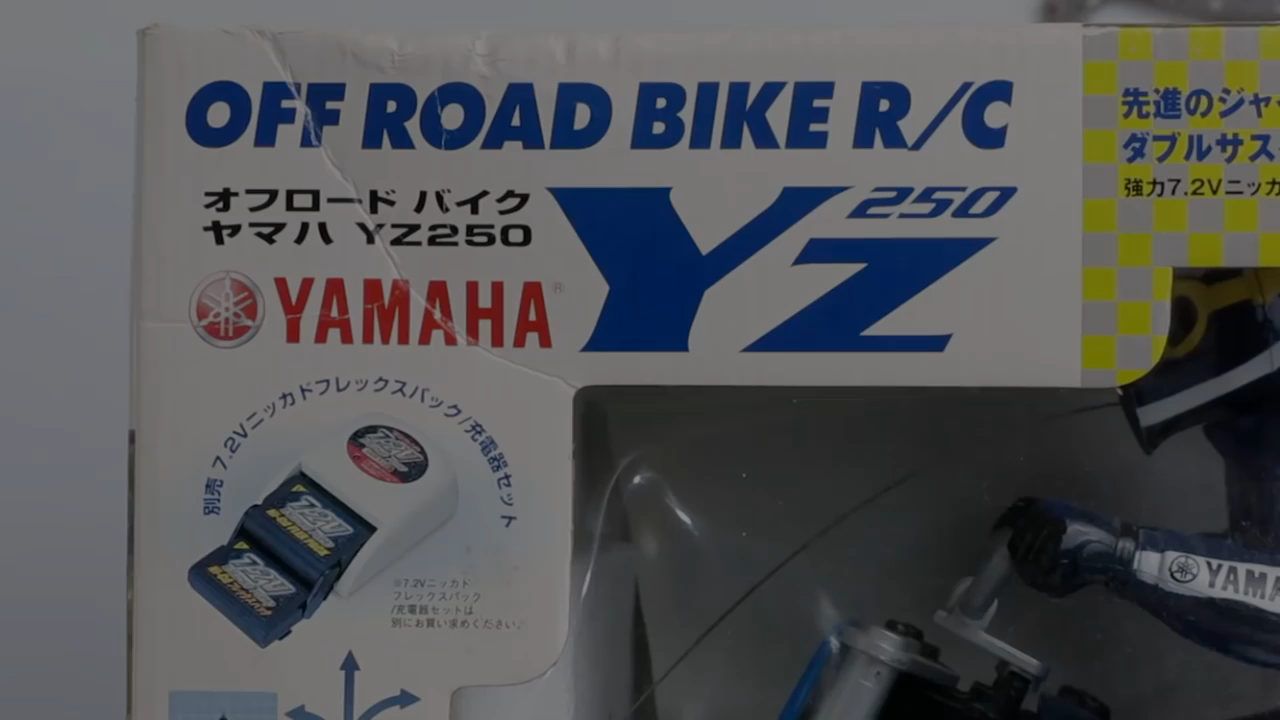 OFF ROAD BIKE R/C
オフロード バイク
ヤマハ YZ250
YZ 250
YAMAHA®
先進のジャ
ダブルサス
強力7.2Vニッカ
別売 7.2Vニッカドフレックスパック/充電器セット
7.2V
7.2V
7.2V
※7.2Vニッカド
フレックスパック
/充電器セットは
別にお買い求めください。
YAMA